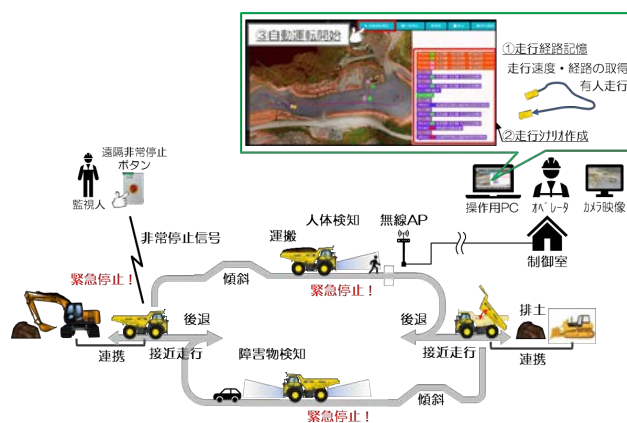 ③自動運転開始
①走行経路記憶
走行速度・経路の取得
有人走行
②走行ｼﾅﾘｵ作成
遠隔非常停止
ボタン
監視人
操作用PC
ｵﾍﾟﾚｰﾀ
ｶﾒﾗ映像
制御室
人体検知
無線AP
運搬
非常停止信号
緊急停止！
傾斜
緊急停止！
後退
後退
排土
連携
接近走行
接近走行
連携
障害物検知
傾斜
緊急停止！